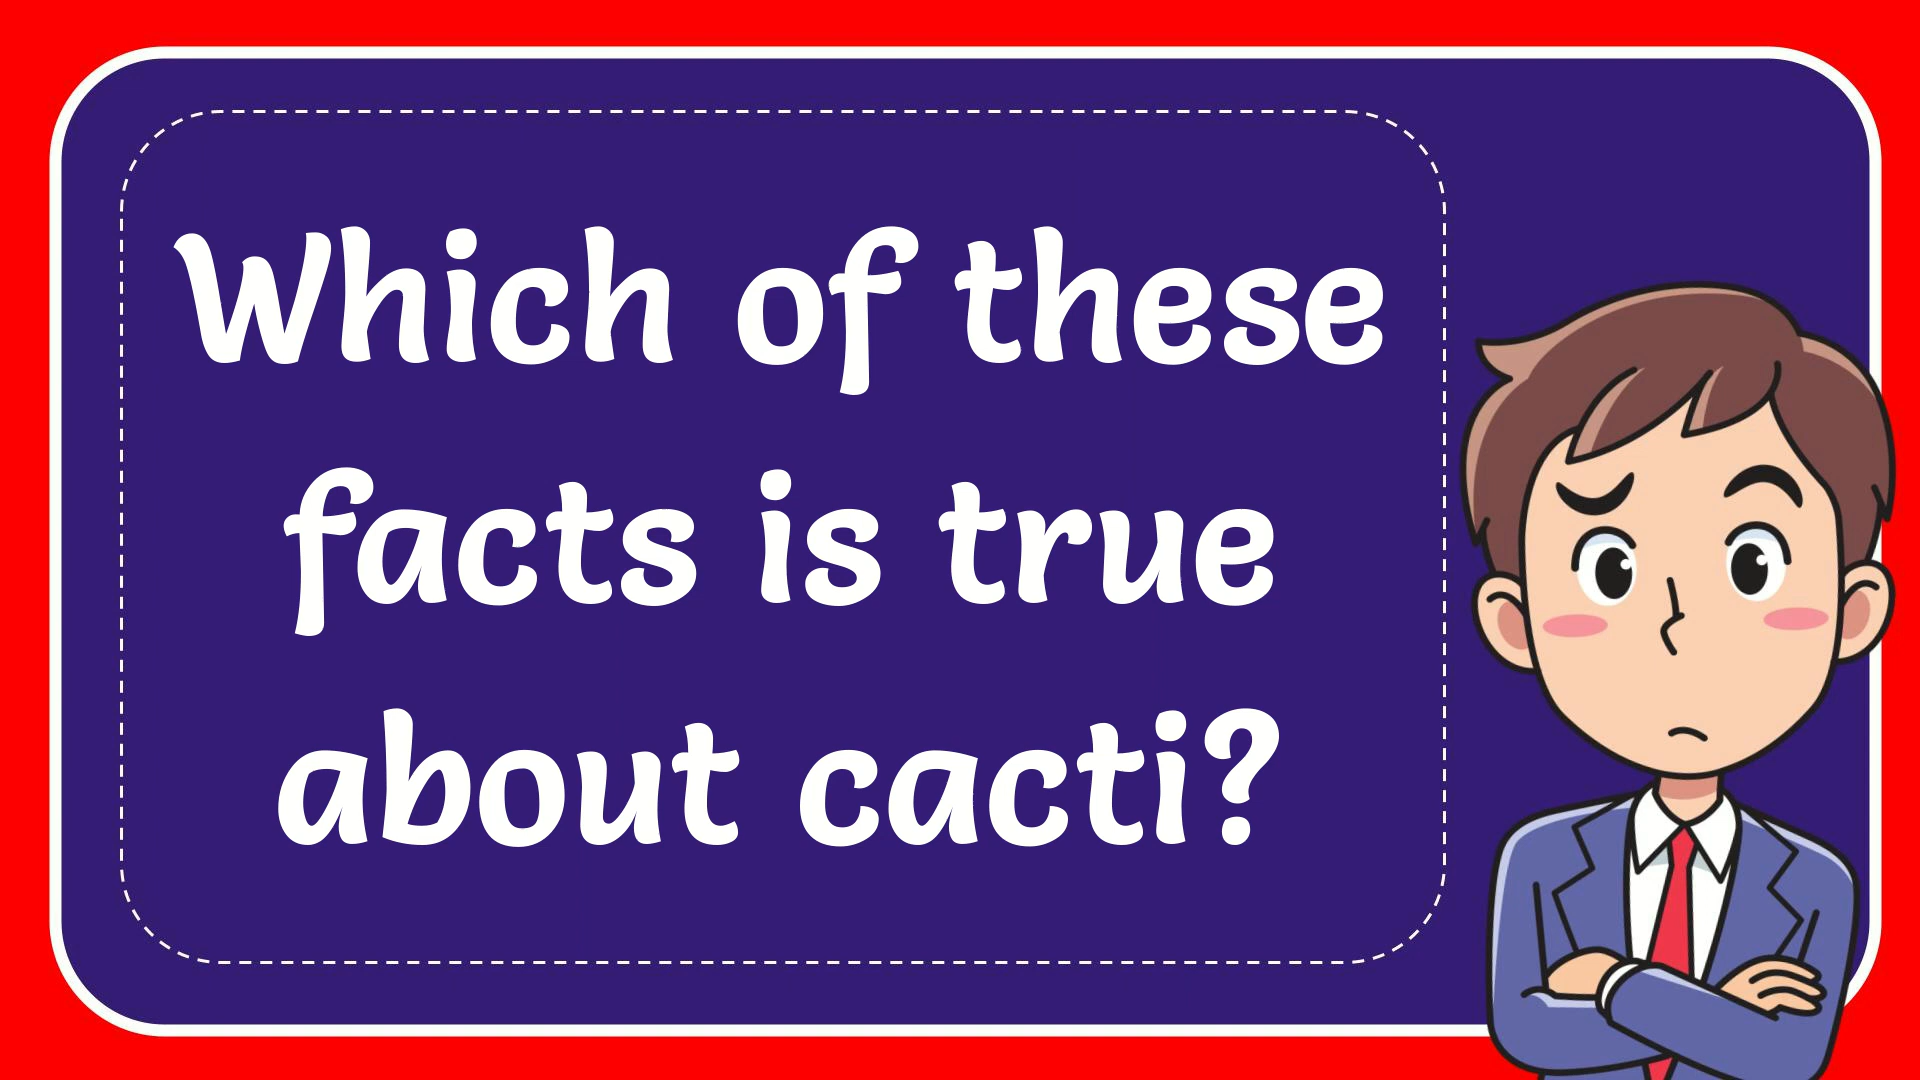 Which of these
facts is true
about cacti?